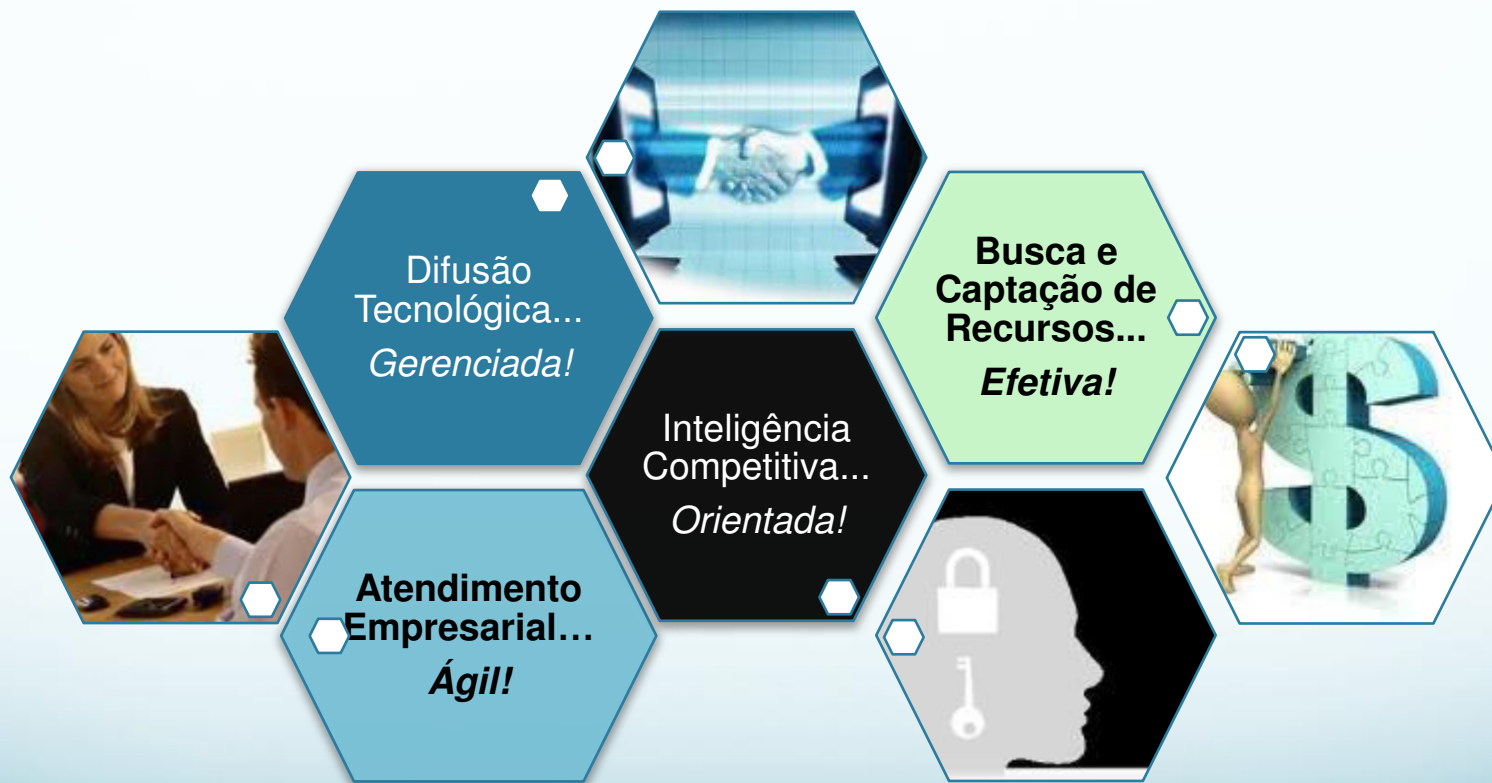 Difusão
Tecnológica...
Gerenciada!
Busca e
Captação de
Recursos...
Efetiva!
Inteligência
Competitiva...
Orientada!
Atendimento
Empresarial...
Ágil!